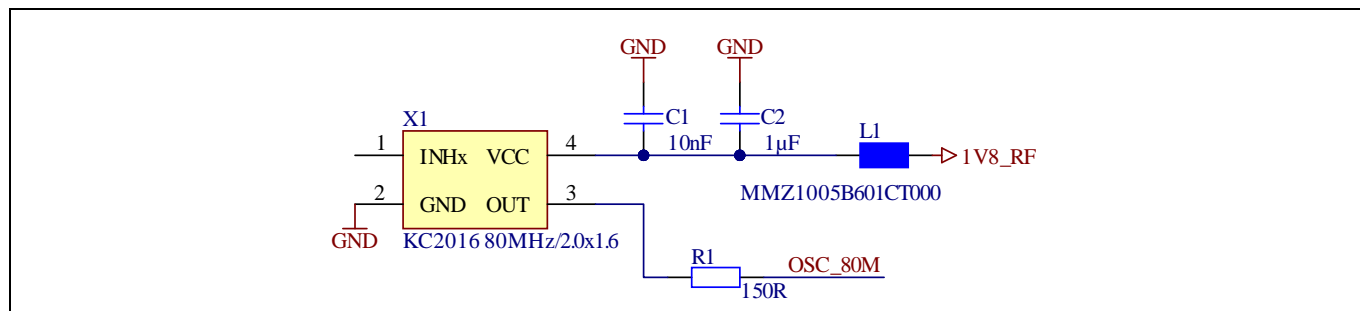 GND GND
X1
C1 C2
10nF 1µF
L1
1 INHx VCC 4
1V8_RF
2 GND OUT 3
MMZ1005B601CT000
GND
KC2016 80MHz/2.0x1.6
R1
OSC_80M
150R